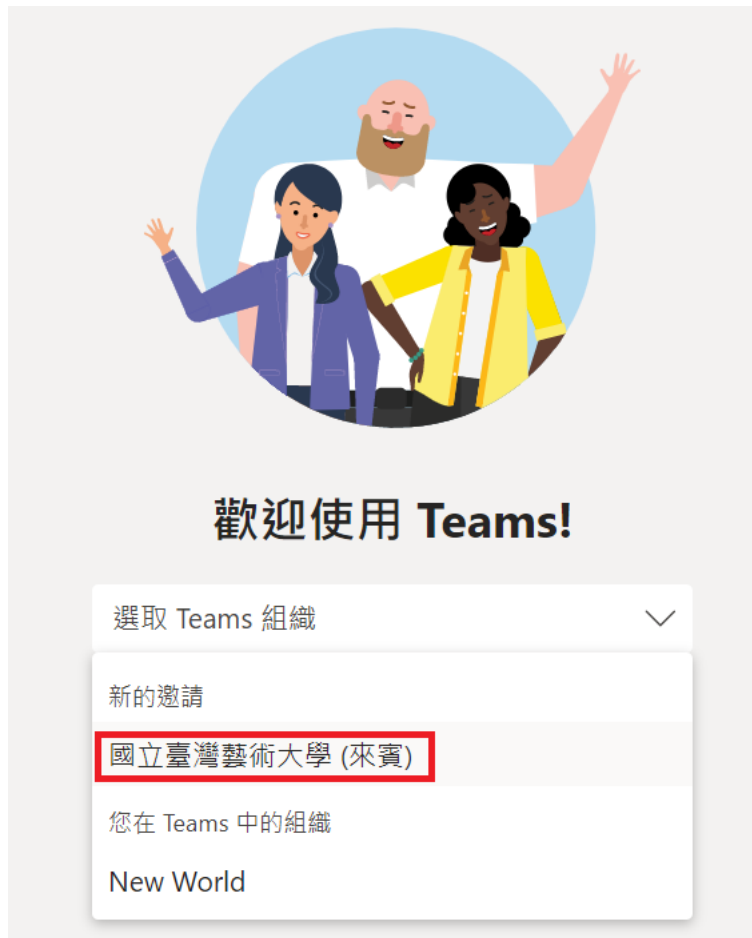 歡迎使用 Teams!
選取 Teams 組織
新的邀請
國立臺灣藝術大學 (來賓)
您在 Teams 中的組織
New World